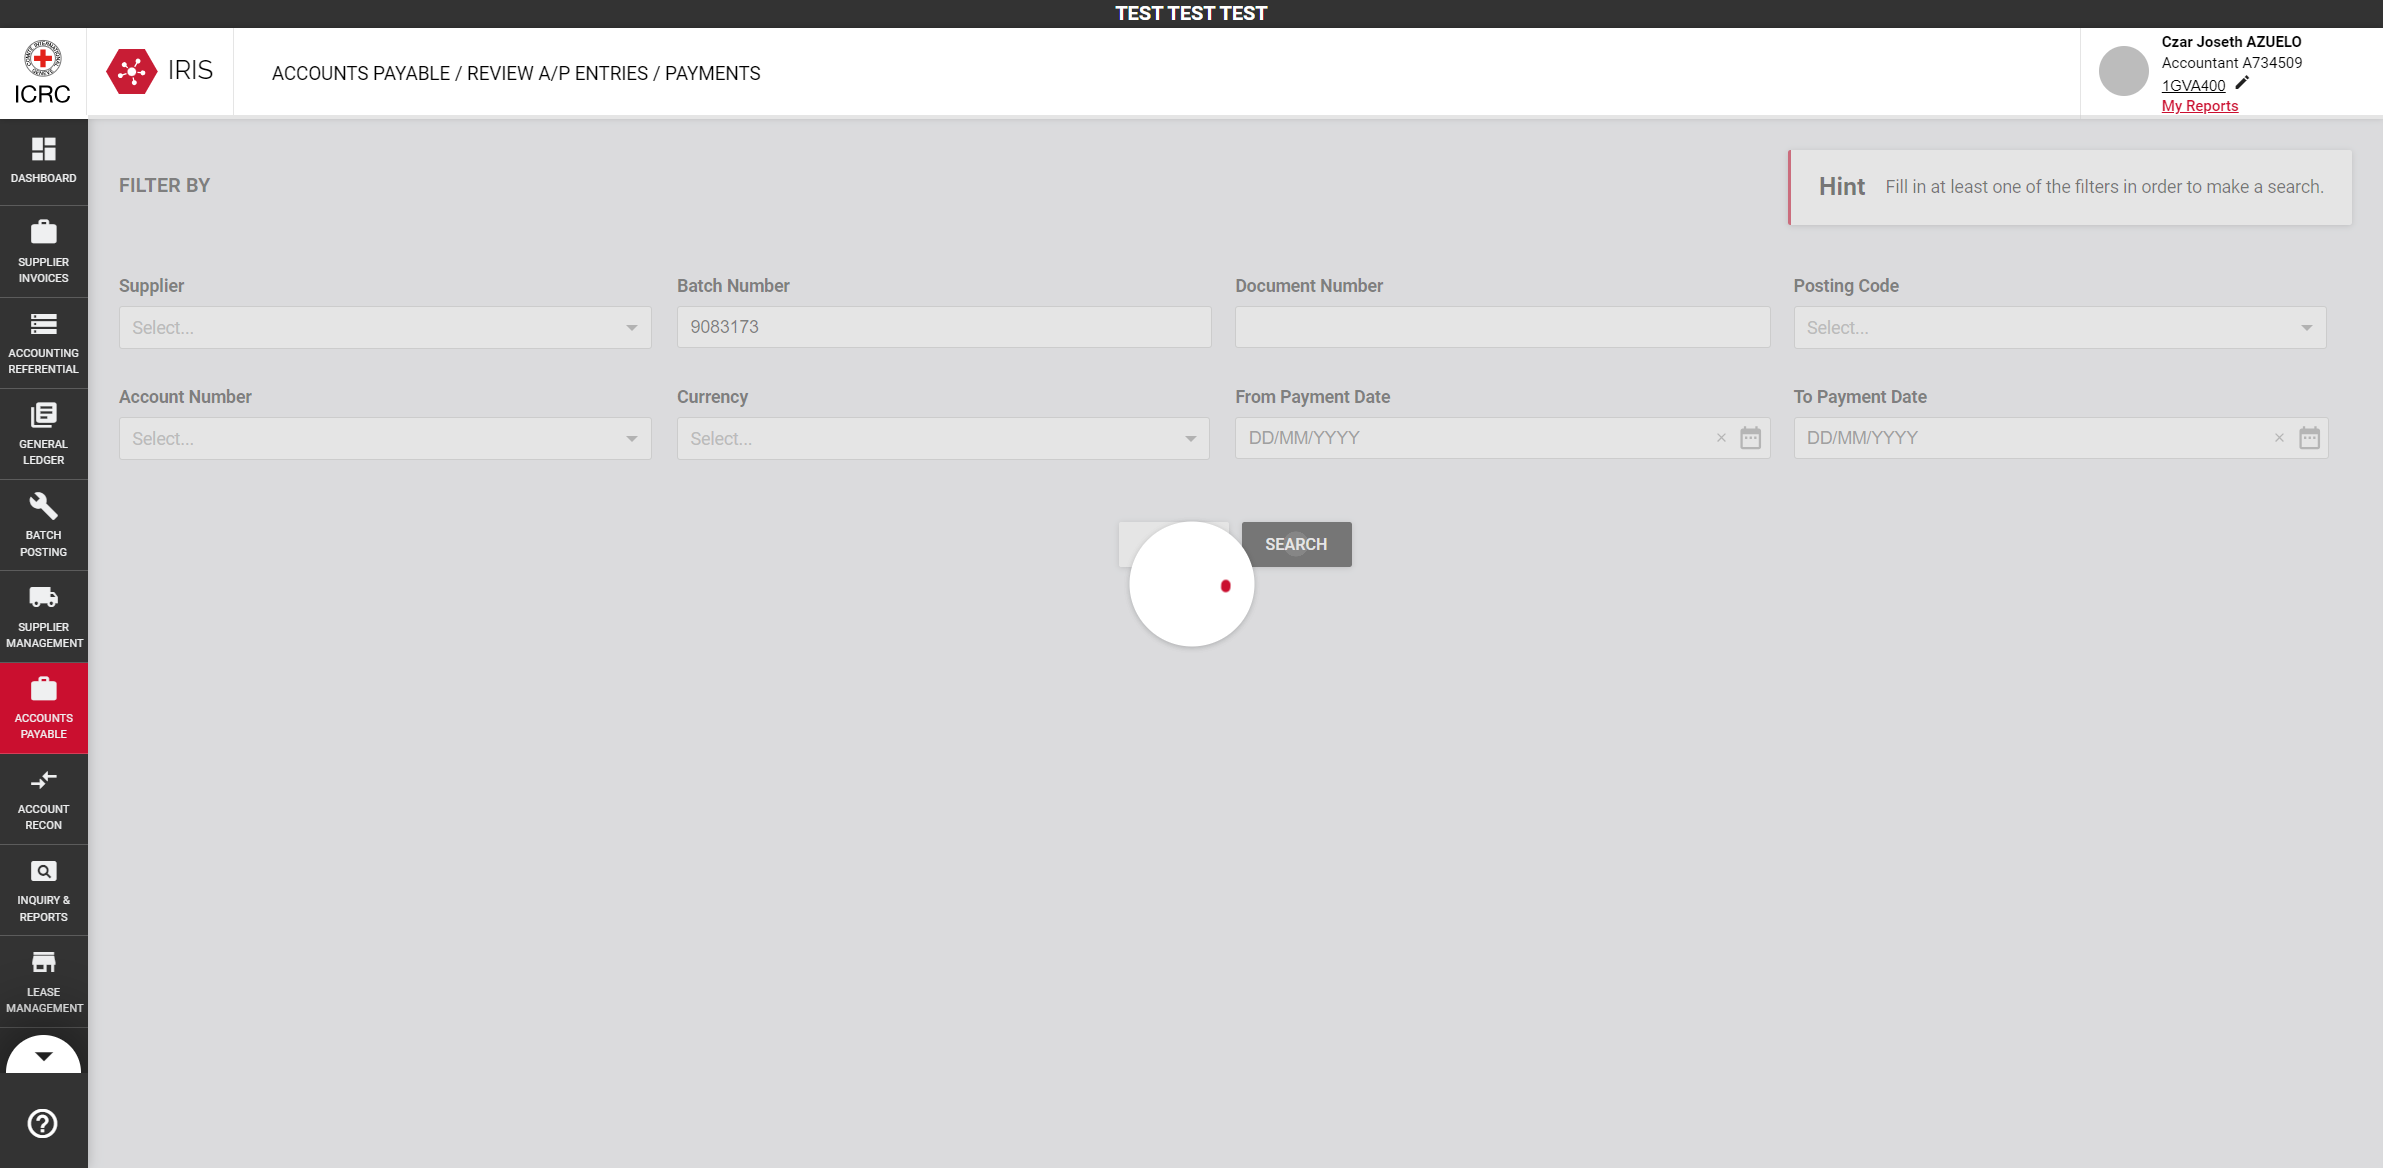 TEST TEST TEST
ICRC
IRIS
ACCOUNTS PAYABLE / REVIEW A/P ENTRIES / PAYMENTS
Czar Joseth AZUELO
Accountant A734509
1GVA400
My Reports
DASHBOARD
SUPPLIER
INVOICES
ACCOUNTING
REFERENTIAL
GENERAL
LEDGER
BATCH
POSTING
SUPPLIER
MANAGEMENT
ACCOUNTS
PAYABLE
ACCOUNT
RECON
INQUIRY &
REPORTS
LEASE
MANAGEMENT
FILTER BY
Hint Fill in at least one of the filters in order to make a search.
Supplier Batch Number Document Number Posting Code
Select... 9083173 Select...
Account Number Currency From Payment Date To Payment Date
Select... Select... DD/MM/YYYY × DD/MM/YYYY ×
SEARCH